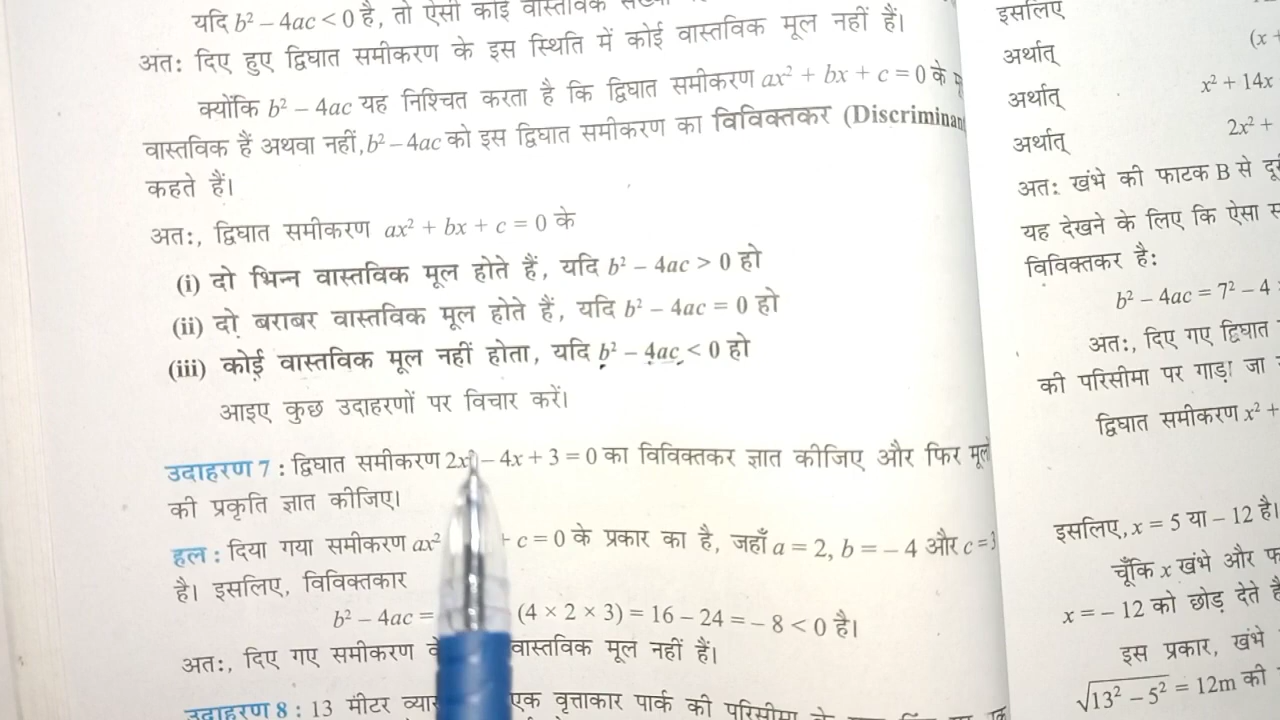 यदि b² – 4ac < 0 है, तो ऐसी कोई वास्तविक
अत: दिए हुए द्विघात समीकरण के इस स्थिति में कोई वास्तविक मूल नहीं हैं।
क्योंकि b² – 4ac यह निश्चित करता है कि द्विघात समीकरण ax² + bx + c = 0 के
वास्तविक हैं अथवा नहीं, b² – 4ac को इस द्विघात समीकरण का विविक्तकर (Discriminan
कहते हैं।
अत:, द्विघात समीकरण ax² + bx + c = 0 के
(i) दो भिन्न वास्तविक मूल होते हैं, यदि b² – 4ac > 0 हो
(ii) दो बराबर वास्तविक मूल होते हैं, यदि b² – 4ac = 0 हो
(iii) कोई वास्तविक मूल नहीं होता, यदि b² – 4ac < 0 हो
आइए कुछ उदाहरणों पर विचार करें।
उदाहरण 7 : द्विघात समीकरण 2x² – 4x + 3 = 0 का विविक्तकर ज्ञात कीजिए और फिर मूलों
की प्रकृति ज्ञात कीजिए।
हल : दिया गया समीकरण ax² + c = 0 के प्रकार का है, जहाँ a = 2, b = – 4 और c = 3
है। इसलिए, विविक्तकार
b² – 4ac = (4 × 2 × 3) = 16 – 24 = – 8 < 0 है।
अत:, दिए गए समीकरण के वास्तविक मूल नहीं हैं।
उदाहरण 8 : 13 मीटर व्यास एक वृत्ताकार पार्क की परिसीमा के
इसलिए
अर्थात् (x +
अर्थात् x² + 14x
अर्थात् 2x² +
अत: खंभे की फाटक B से दूरी
यह देखने के लिए कि ऐसा
विविक्तकर है:
b² – 4ac = 7² – 4
अत:, दिए गए द्विघात
की परिसीमा पर गाड़ा जा
द्विघात समीकरण x² +
इसलिए, x = 5 या – 12 है।
चूँकि x खंभे और
x = – 12 को छोड़ देते हैं
इस प्रकार, खंभे
√13² – 5² = 12m की